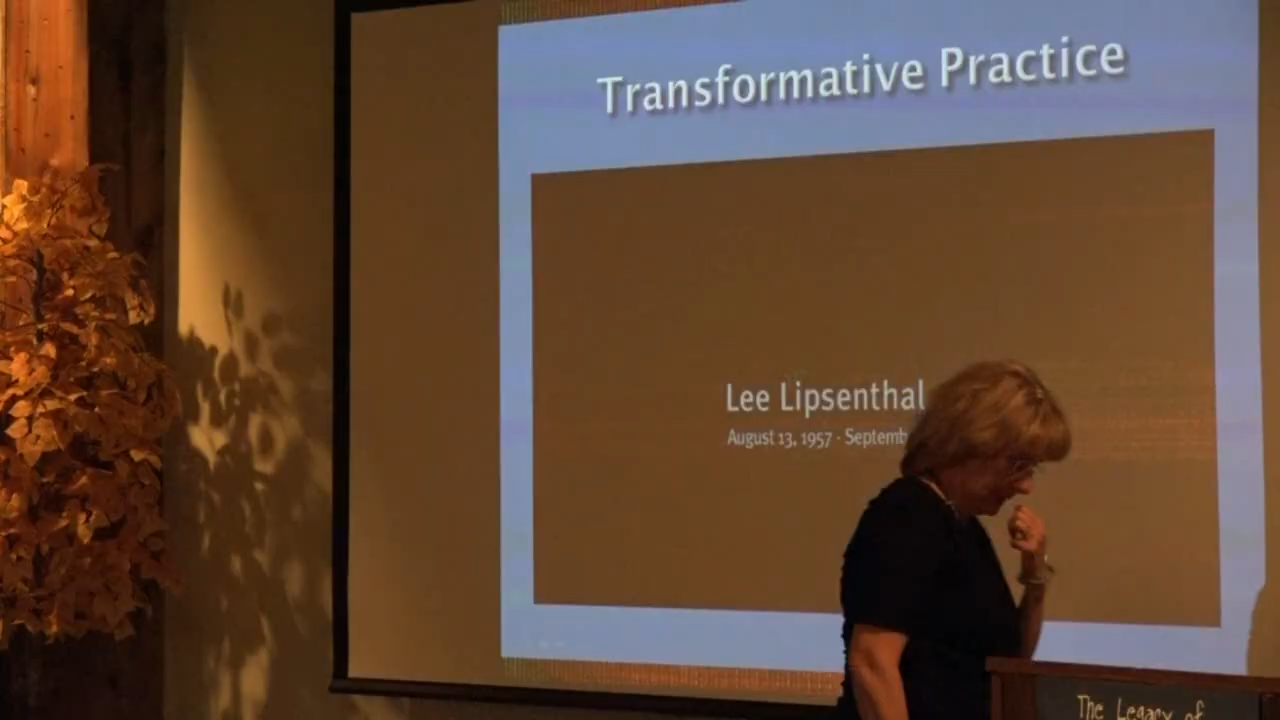 Transformative Practice
Lee Lipsenthal
August 13, 1957 - Septemb
The Legacy of